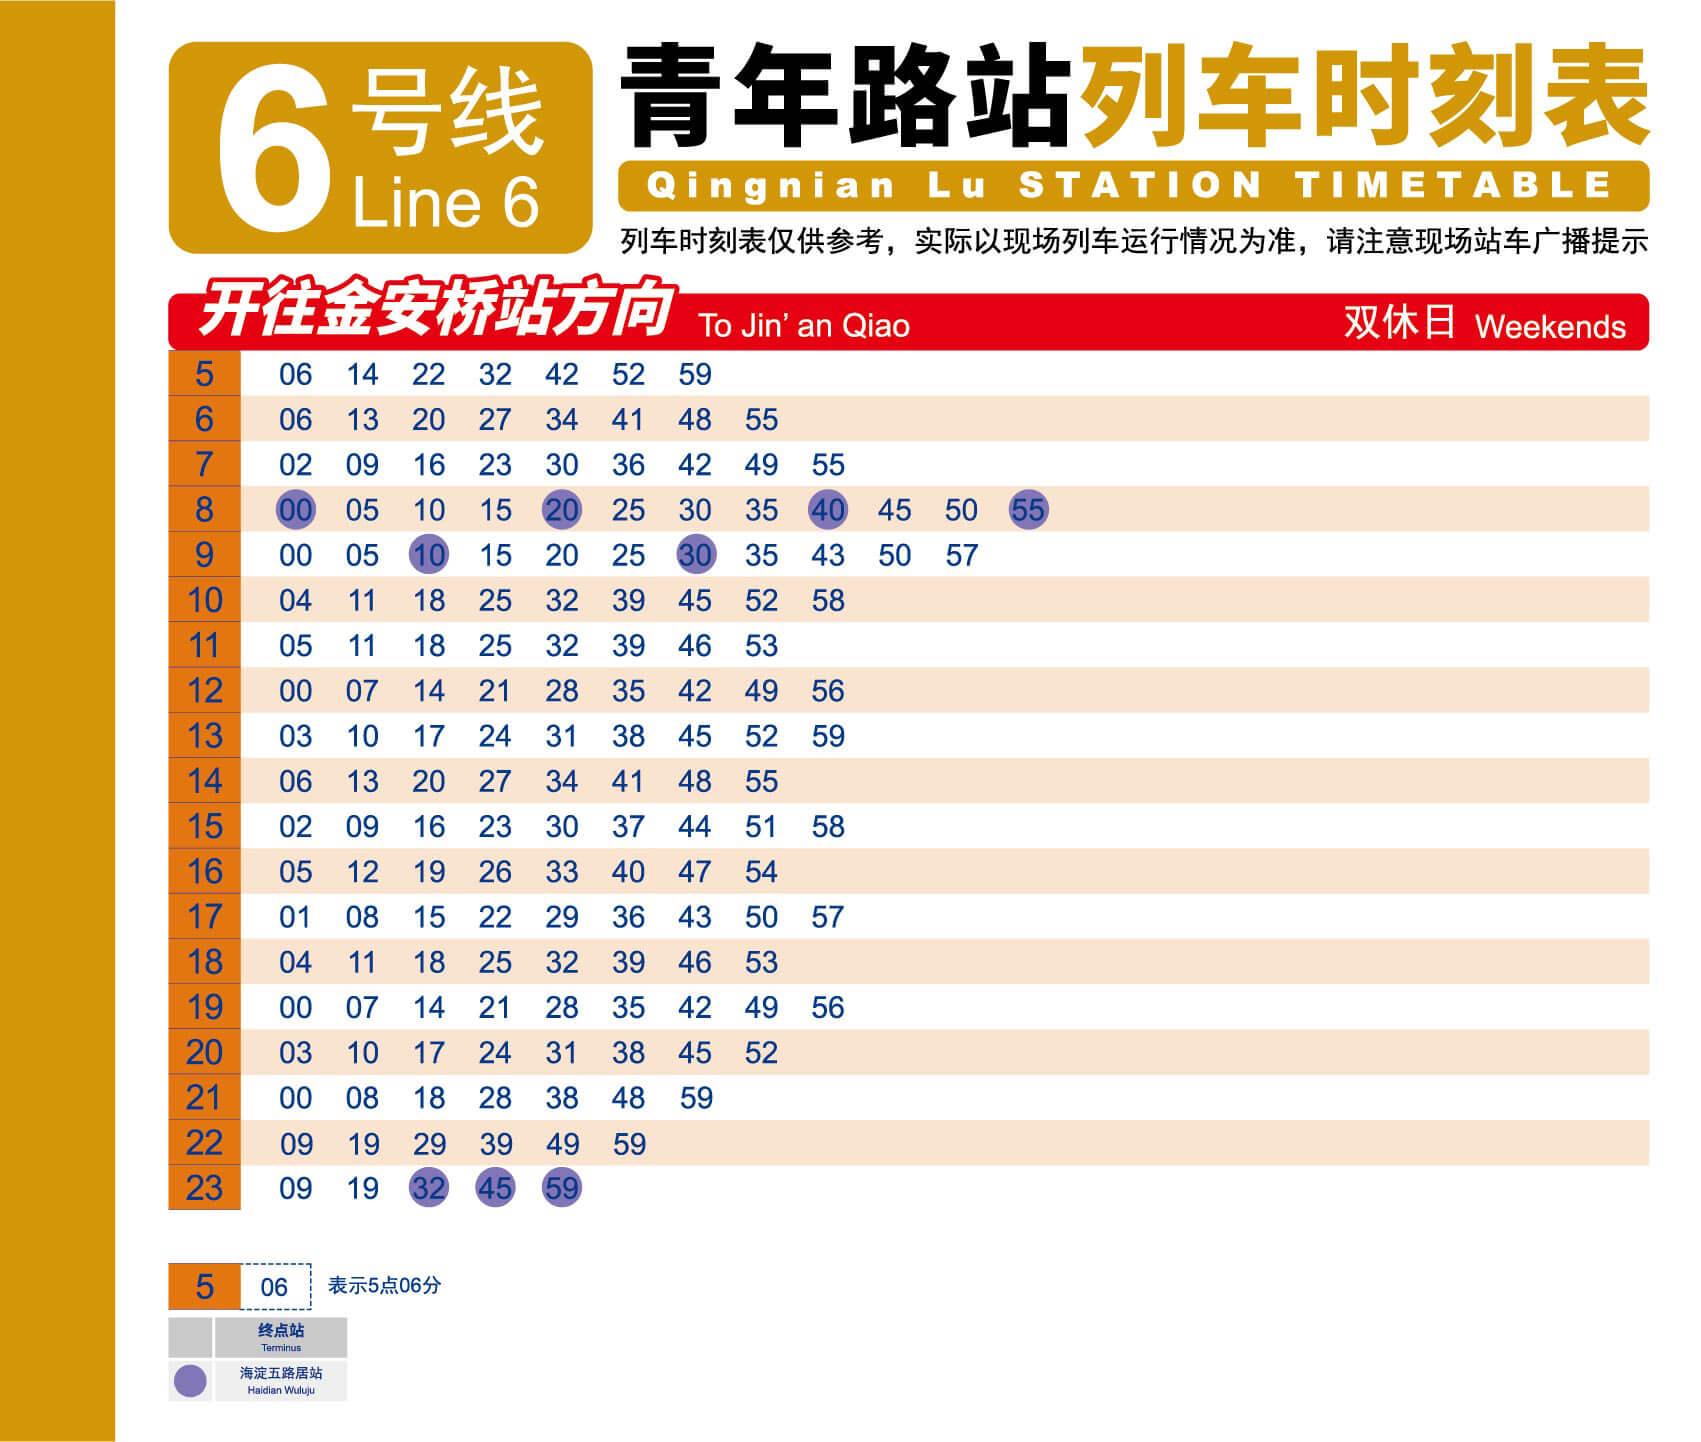 6号线
Line 6
青年路站列车时刻表
Qingnian Lu STATION TIMETABLE
列车时刻表仅供参考，实际以现场列车运行情况为准，请注意现场站车广播提示
开往金安桥站方向 To Jin’ an Qiao 双休日 Weekends
5 06 14 22 32 42 52 59
6 06 13 20 27 34 41 48 55
7 02 09 16 23 30 36 42 49 55
8 00 05 10 15 20 25 30 35 40 45 50 55
9 00 05 10 15 20 25 30 35 43 50 57
10 04 11 18 25 32 39 45 52 58
11 05 11 18 25 32 39 46 53
12 00 07 14 21 28 35 42 49 56
13 03 10 17 24 31 38 45 52 59
14 06 13 20 27 34 41 48 55
15 02 09 16 23 30 37 44 51 58
16 05 12 19 26 33 40 47 54
17 01 08 15 22 29 36 43 50 57
18 04 11 18 25 32 39 46 53
19 00 07 14 21 28 35 42 49 56
20 03 10 17 24 31 38 45 52
21 00 08 18 28 38 48 59
22 09 19 29 39 49 59
23 09 19 32 45 59
5 06 表示5点06分
终点站
Terminus
海淀五路居站
Haidian Wuluju